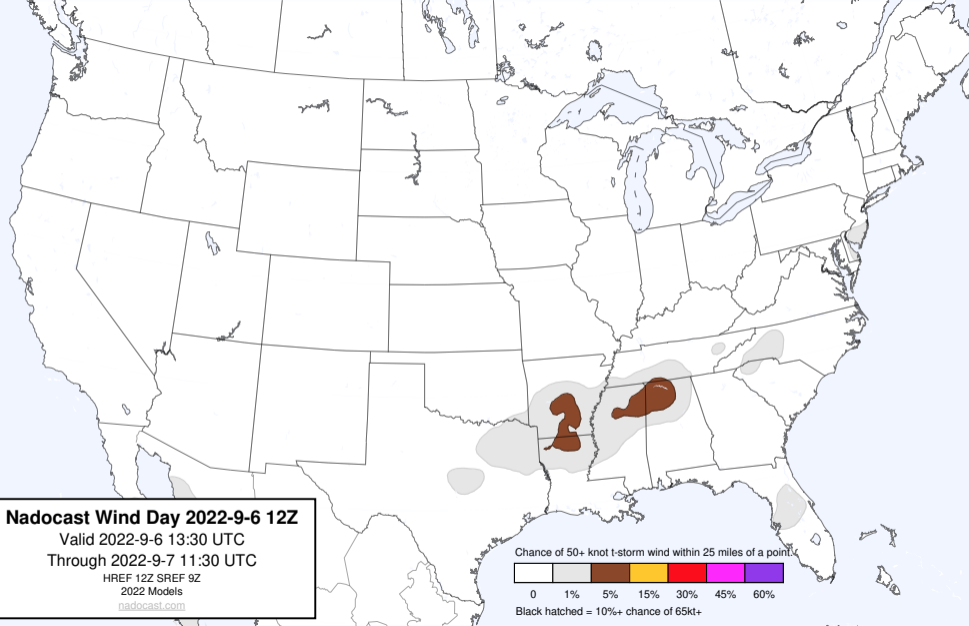 Nadocast Wind Day 2022-9-6 12Z
Valid 2022-9-6 13:30 UTC
Through 2022-9-7 11:30 UTC
HREF 12Z SREF 9Z
2022 Models
nadocast.com
Chance of 50+ knot t-storm wind within 25 miles of a point.
0 1% 5% 15% 30% 45% 60%
Black hatched = 10%+ chance of 65kt+